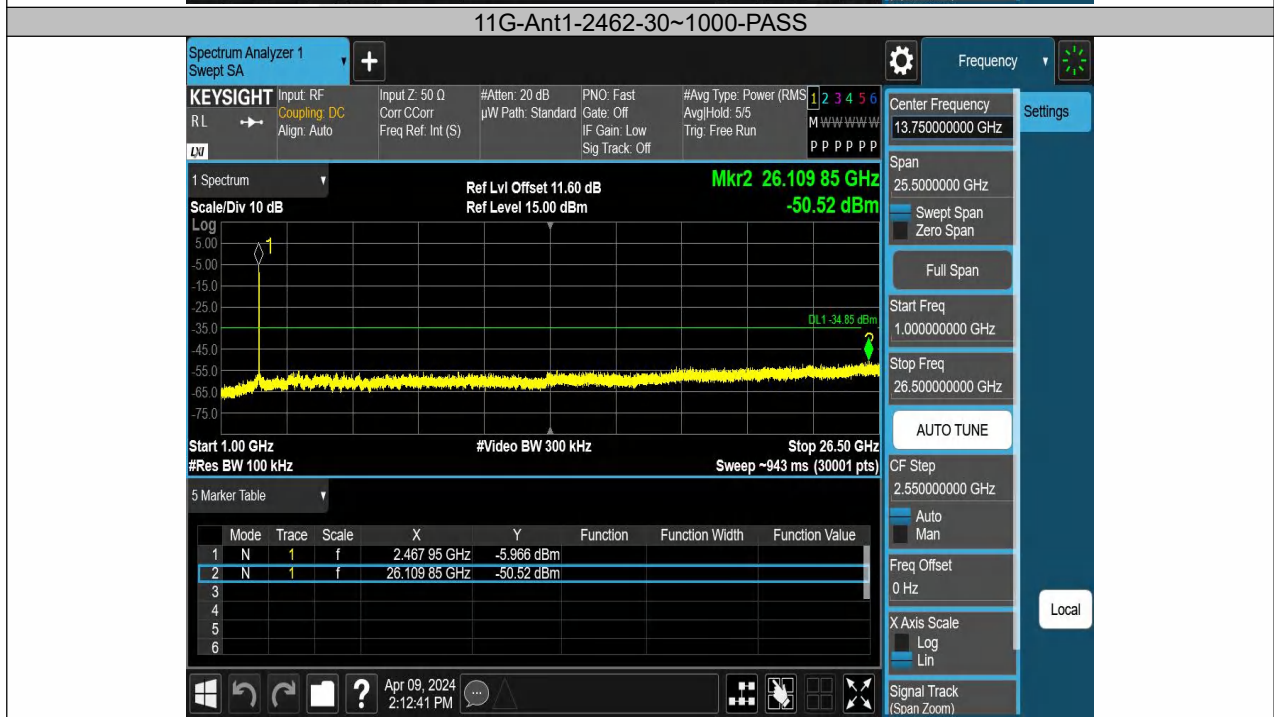 11G-Ant1-2462-30~1000-PASS
Spectrum Analyzer 1
Swept SA
+
Frequency
KEYSIGHT
RL
LXI
Input: RF
Coupling: DC
Align: Auto
Input Z: 50 Ω
Corr CCorr
Freq Ref: Int (S)
#Atten: 20 dB
µW Path: Standard
PNO: Fast
Gate: Off
IF Gain: Low
Sig Track: Off
#Avg Type: Power (RMS
Avg|Hold: 5/5
Trig: Free Run
1 2 3 4 5 6
M W W W W W
P P P P P P
1 Spectrum
Scale/Div 10 dB
Ref Lvl Offset 11.60 dB
Ref Level 15.00 dBm
Mkr2 26.109 85 GHz
-50.52 dBm
Log
5.00
-5.00
-15.0
-25.0
-35.0
-45.0
-55.0
-65.0
-75.0
1
DL1 -34.85 dBm
2
Start 1.00 GHz
#Res BW 100 kHz
#Video BW 300 kHz
Stop 26.50 GHz
Sweep ~943 ms (30001 pts)
5 Marker Table
Mode Trace Scale X Y Function Function Width Function Value
1 N 1 f 2.467 95 GHz -5.966 dBm
2 N 1 f 26.109 85 GHz -50.52 dBm
3
4
5
6
Apr 09, 2024
2:12:41 PM
?
Center Frequency
13.750000000 GHz
Settings
Span
25.5000000 GHz
Swept Span
Zero Span
Full Span
Start Freq
1.000000000 GHz
Stop Freq
26.500000000 GHz
AUTO TUNE
CF Step
2.550000000 GHz
Auto
Man
Freq Offset
0 Hz
Local
X Axis Scale
Log
Lin
Signal Track
(Span Zoom)